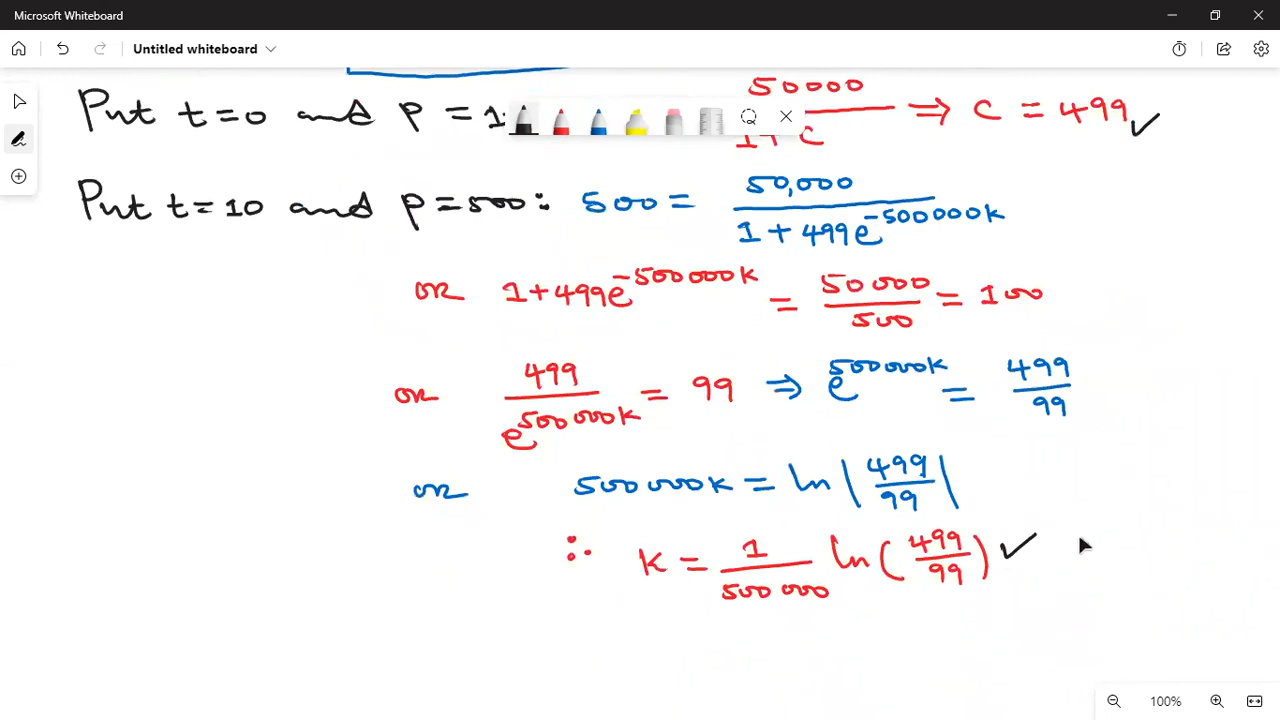 Microsoft Whiteboard
Untitled whiteboard
Put t=0 and p = 1 50000 / 1+C ⇒ C = 499 ✓
Put t=10 and p=500: 500 = 50,000 / 1+499e^-500000k
or 1+499e^-500000k = 50000 / 500 = 100
or 499 / e^500000k = 99 ⇒ e^500000k = 499 / 99
or 500000k = ln|499/99|
∴ k = 1 / 500000 ln(499/99) ✓
100%